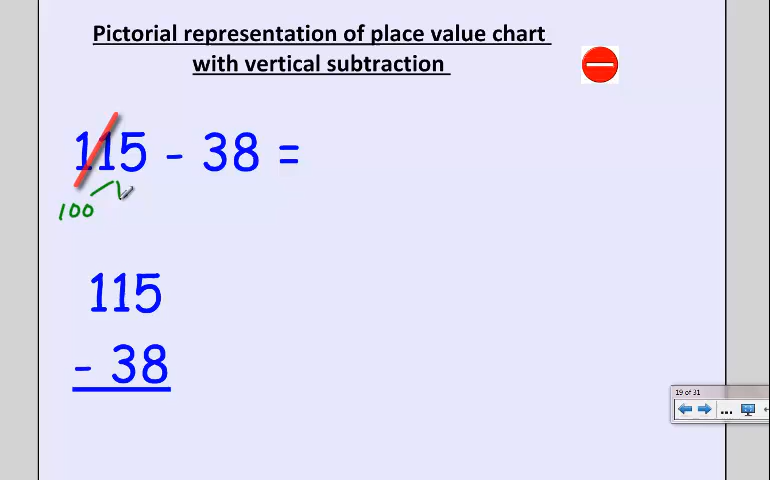 Pictorial representation of place value chart
with vertical subtraction
115 - 38 =
100
115
- 38
19 of 31
...